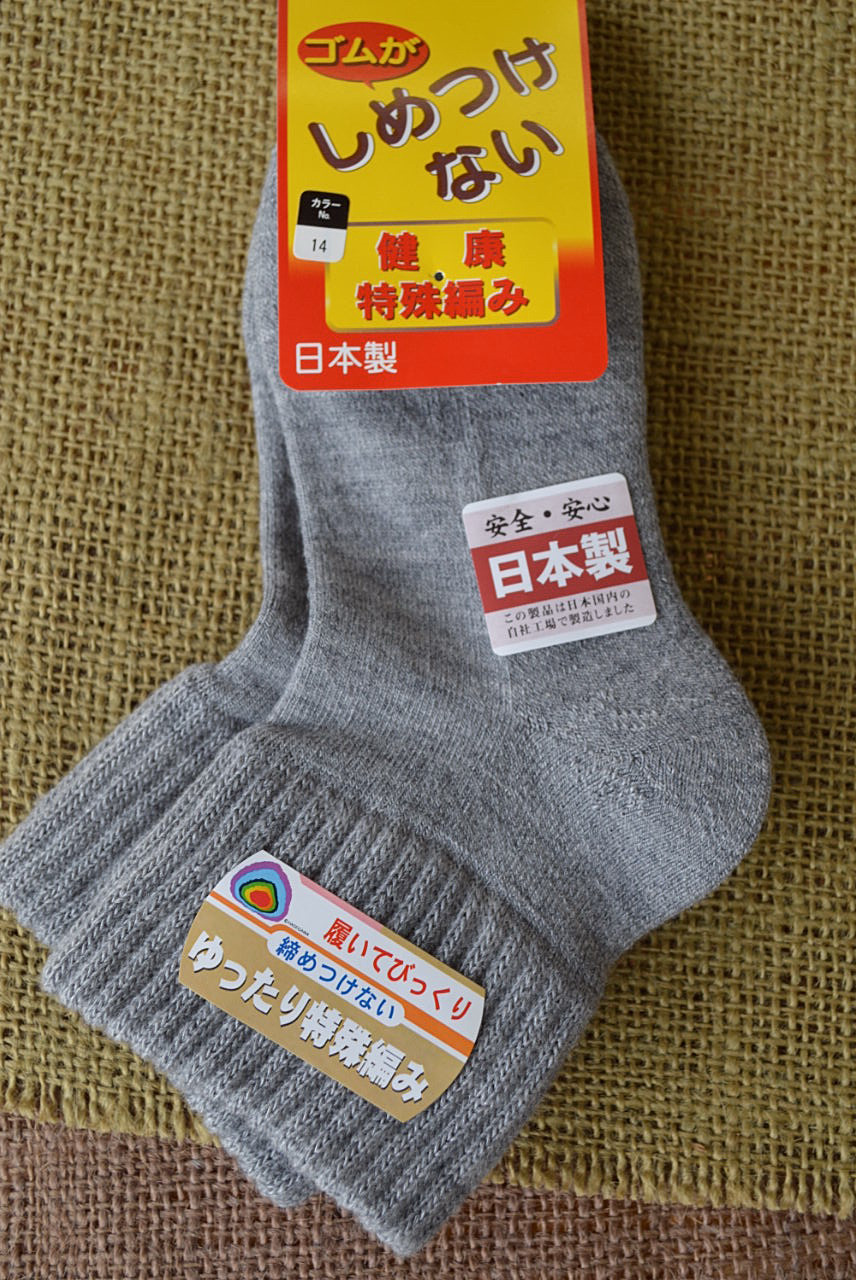 ゴムが
しめつけ
ない
カラー
No.
14
健康
特殊編み
日本製
安全・安心
日本製
この製品は日本国内の
自社工場で製造しました
履いてびっくり
締めつけない
ゆったり特殊編み